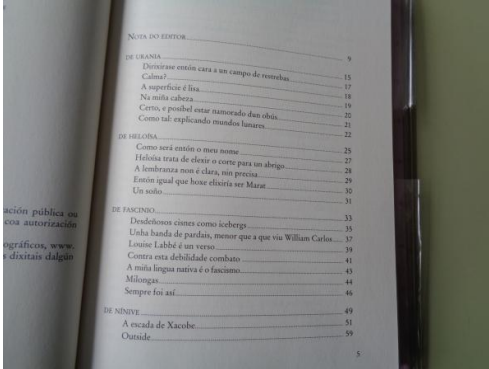 ación pública ou
coa autorización
ográficos, www.
s dixitais dalgún
NOTA DO EDITOR 9
DE URANIA
Dirixirase entón cara a un campo de restrebas 15
Calma? 17
A superficie é lisa 18
Na miña cabeza 19
Certo, e posíbel estar namorado dun obús 20
Como tal: explicando mundos lunares 21
22
DE HELOÍSA
Como será entón o meu nome 25
Heloísa trata de elexir o corte para un abrigo 27
A lembranza non é clara, nin precisa 28
Entón igual que hoxe elixiría ser Marat 29
Un soño 30
31
DE FASCINIO 33
Desdeñosos cisnes como icebergs 35
Unha banda de pardais, menor que a que viu William Carlos 37
Louise Labbé é un verso 39
Contra esta debilidade combato 41
A miña lingua nativa é o fascismo 43
Milongas 44
Sempre foi así 46
DE NÍNIVE 49
A escada de Xacobe 51
Outside 59
5